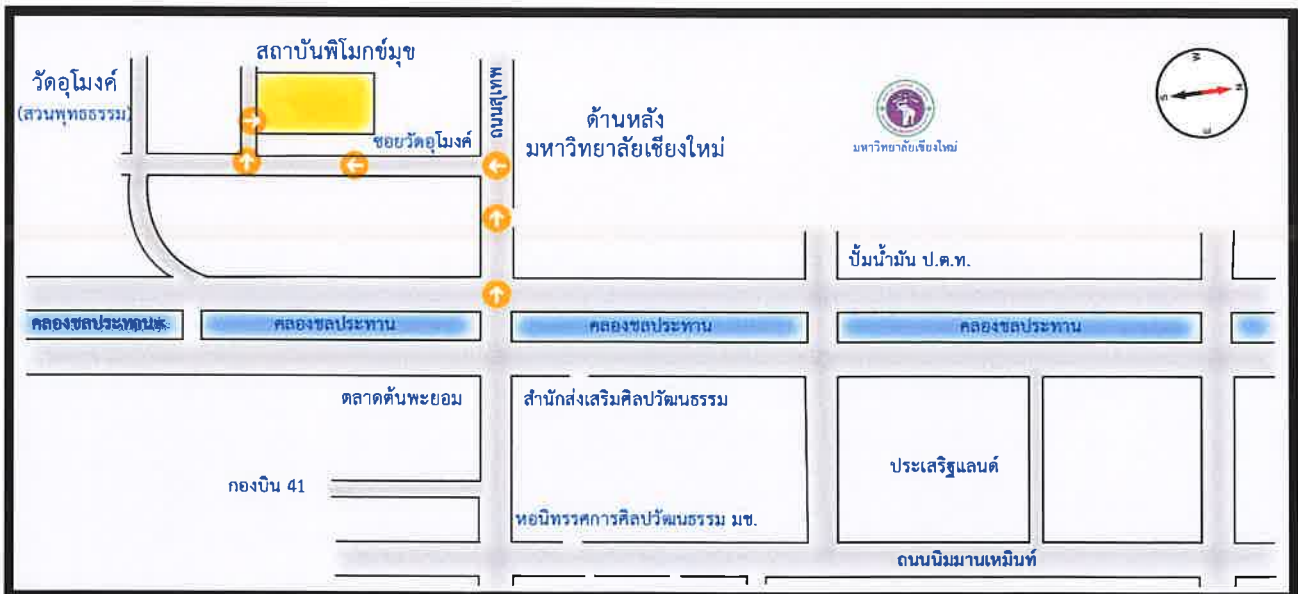 สถาบันพิโมกข์มุข
วัดอุโมงค์
(สวนพุทธธรรม)
ถนนสุเทพ
ซอยวัดอุโมงค์
ด้านหลัง
มหาวิทยาลัยเชียงใหม่
มหาวิทยาลัยเชียงใหม่
W
S
N
E
ปั้มน้ำมัน ป.ต.ท.
คลองชลประทาน
คลองชลประทาน
คลองชลประทาน
คลองชลประทาน
ตลาดต้นพะยอม
สำนักส่งเสริมศิลปวัฒนธรรม
กองบิน 41
ประเสริฐแลนด์
หอนิทรรศการศิลปวัฒนธรรม มช.
ถนนนิมมานเหมินท์